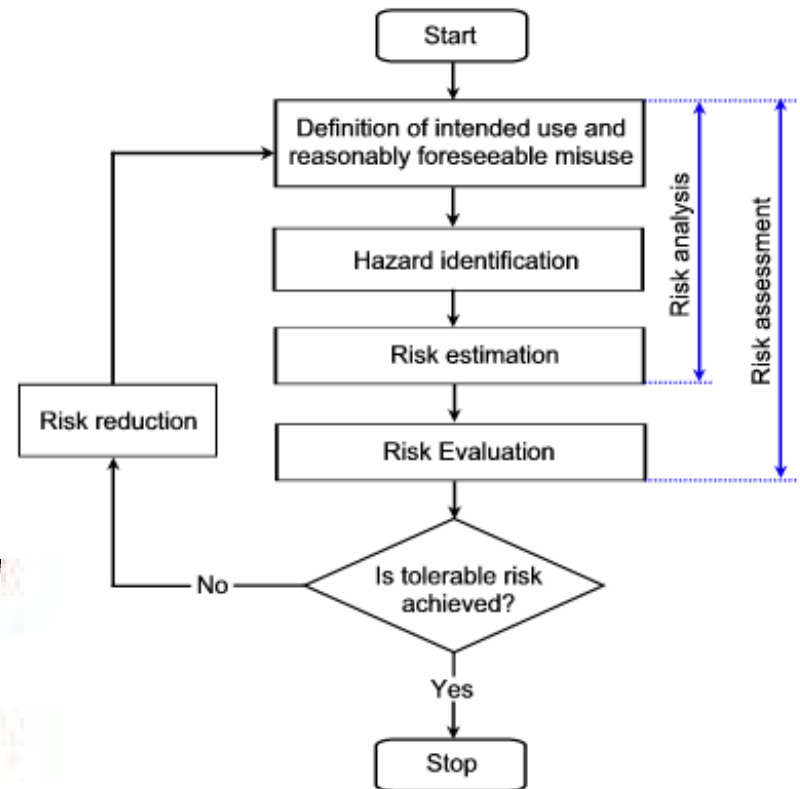 Start
Definition of intended use and
reasonably foreseeable misuse
Hazard identification
Risk estimation
Risk Evaluation
Risk analysis
Risk assessment
Risk reduction
Is tolerable risk
achieved?
No
Yes
Stop